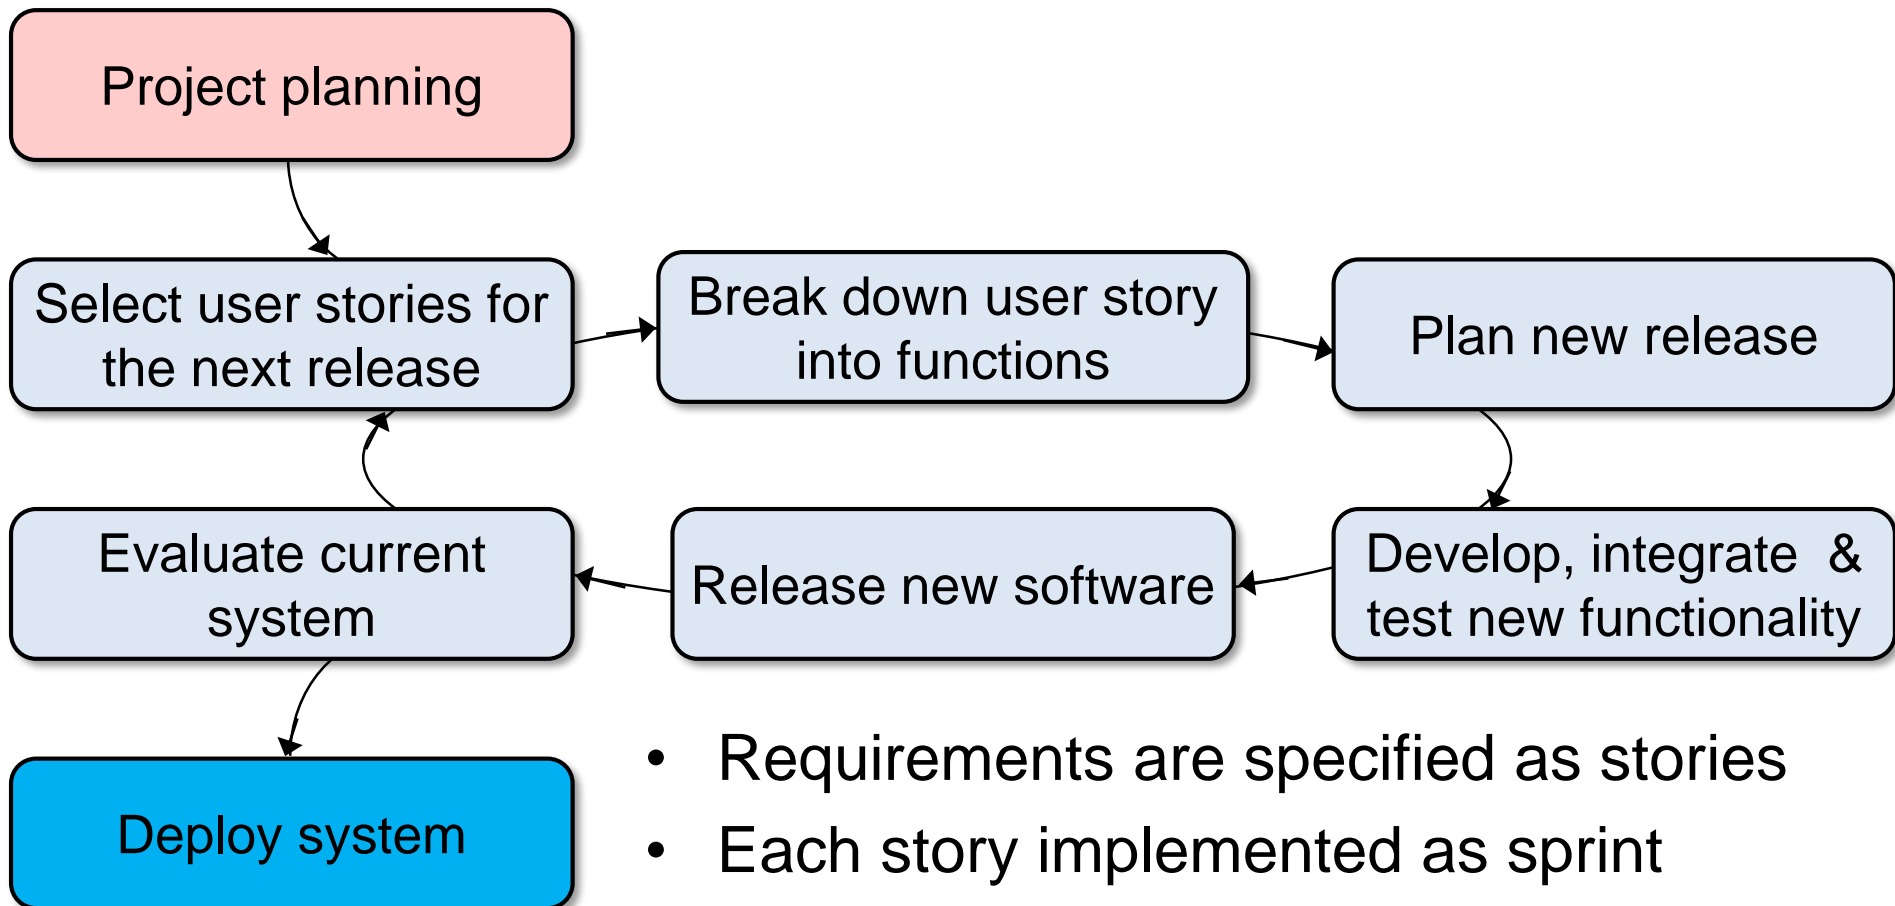 Project planning
Select user stories for
the next release
Break down user story
into functions
Plan new release
Evaluate current
system
Release new software
Develop, integrate  &
test new functionality
Deploy system
• Requirements are specified as stories
• Each story implemented as sprint